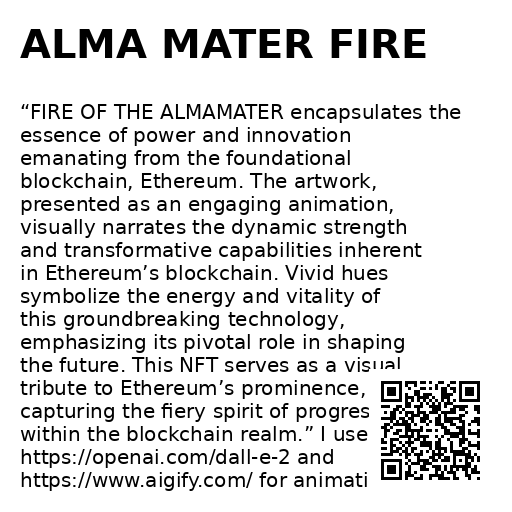 ALMA MATER FIRE
“FIRE OF THE ALMAMATER encapsulates the
essence of power and innovation
emanating from the foundational
blockchain, Ethereum. The artwork,
presented as an engaging animation,
visually narrates the dynamic strength
and transformative capabilities inherent
in Ethereum’s blockchain. Vivid hues
symbolize the energy and vitality of
this groundbreaking technology,
emphasizing its pivotal role in shaping
the future. This NFT serves as a visual
tribute to Ethereum’s prominence,
capturing the fiery spirit of progres
within the blockchain realm.” I use
https://openai.com/dall-e-2 and
https://www.aigify.com/ for animati